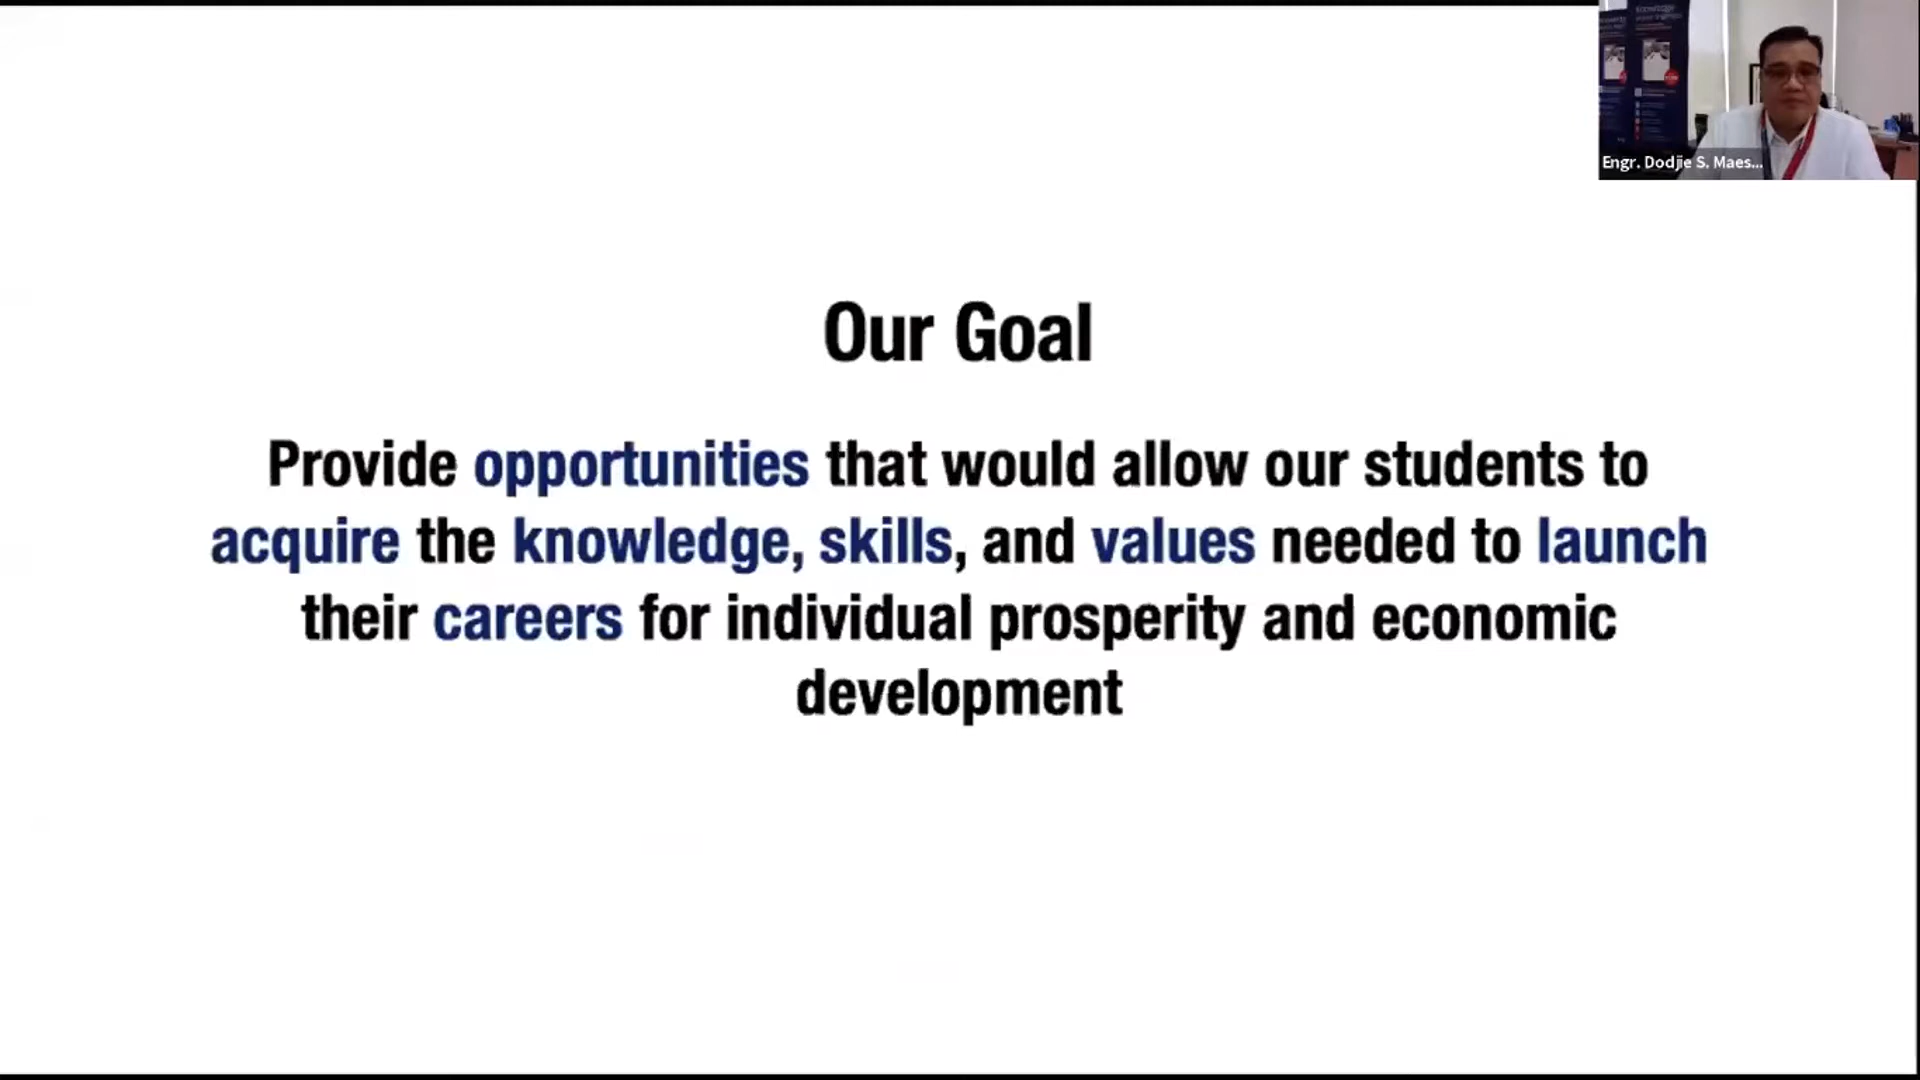 Knowledge
Engr. Dodjie S. Maes...
Our Goal
Provide opportunities that would allow our students to
acquire the knowledge, skills, and values needed to launch
their careers for individual prosperity and economic
development